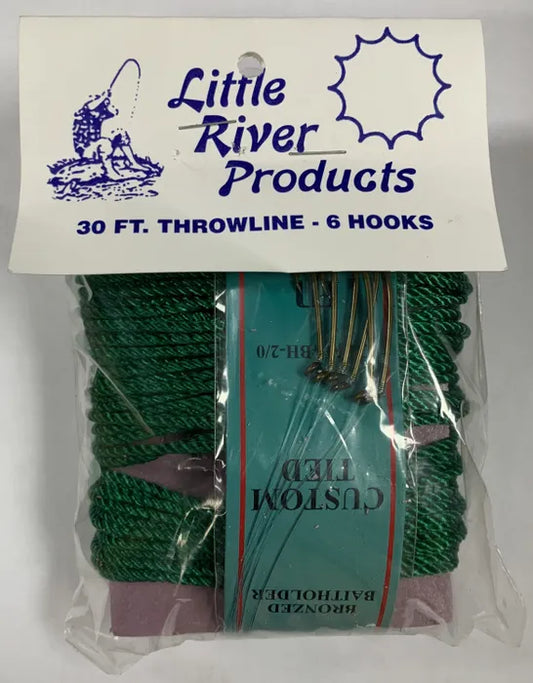 Little
River
Products
30 FT. THROWLINE - 6 HOOKS
BH-2/0
CUSTOM
TIED
BRONZED
BAITHOLDER